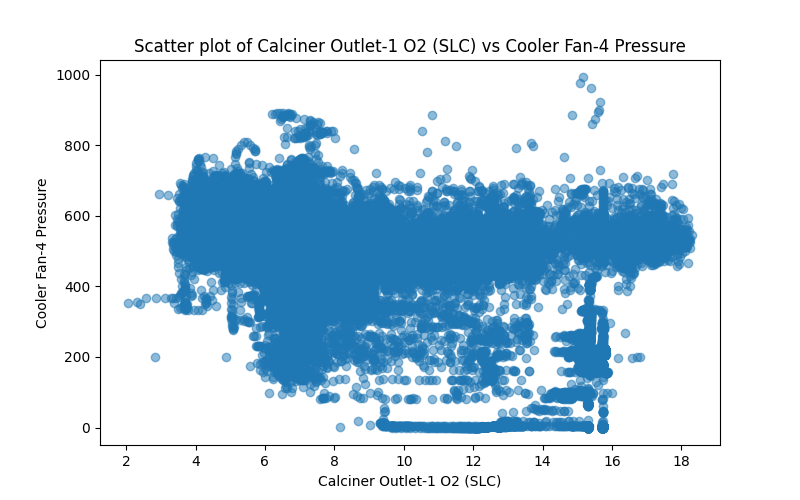 Scatter plot of Calciner Outlet-1 O2 (SLC) vs Cooler Fan-4 Pressure
1000
800
600
400
200
0
Cooler Fan-4 Pressure
2 4 6 8 10 12 14 16 18
Calciner Outlet-1 O2 (SLC)